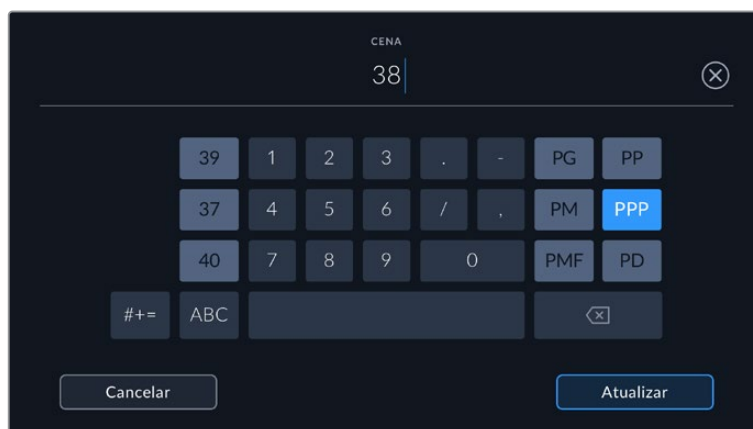 CENA
38
39 1 2 3 . - PG PP
37 4 5 6 / , PM PPP
40 7 8 9 0 PMF PD
#+= ABC
Cancelar Atualizar